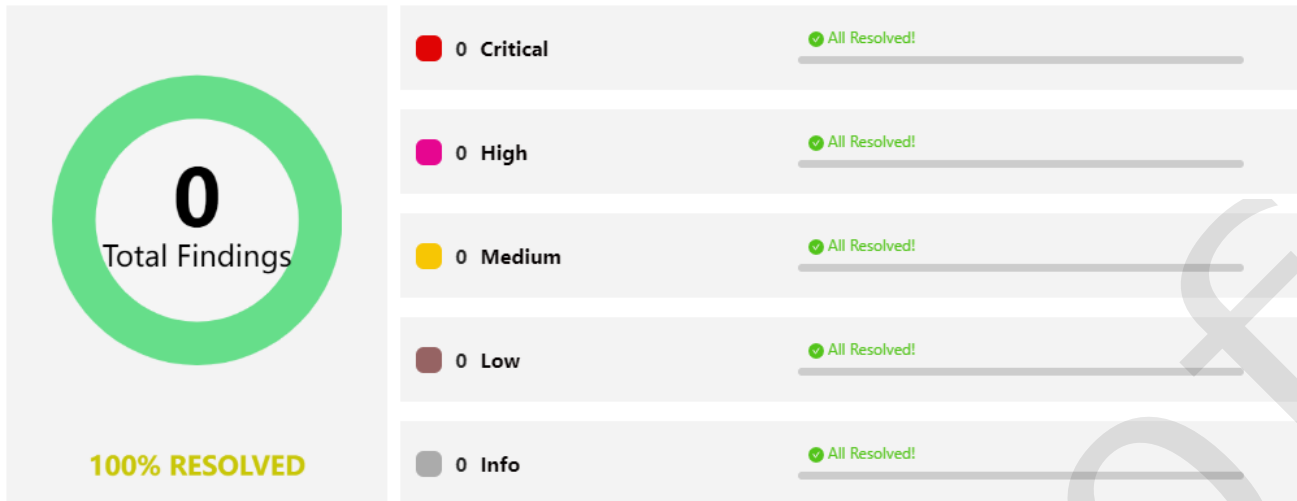 0
Total Findings
100% RESOLVED
0 Critical
All Resolved!
0 High
All Resolved!
0 Medium
All Resolved!
0 Low
All Resolved!
0 Info
All Resolved!
of